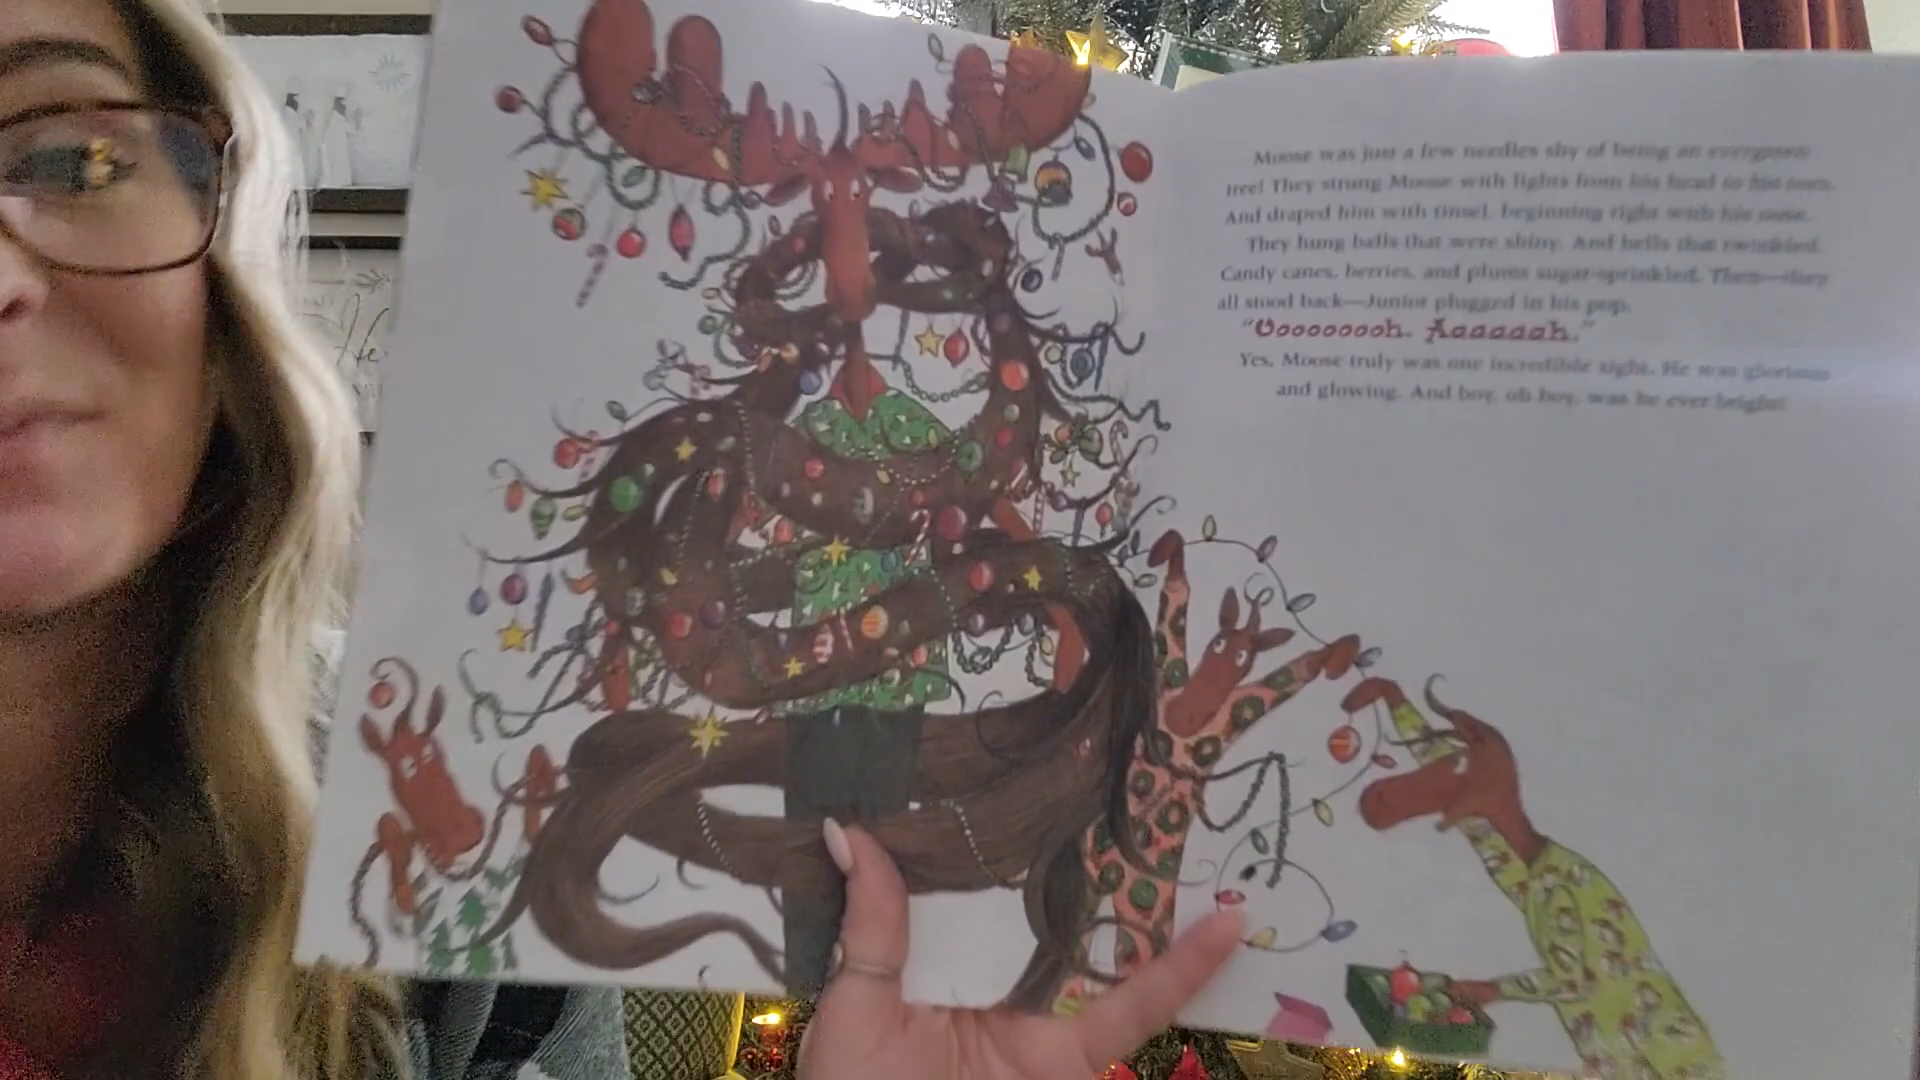 Moose was just a few needles shy of being an evergreen
tree! They strung Moose with lights from his head to his toes.
And draped him with tinsel, beginning right with his nose.
They hung balls that were shiny. And bells that twinkled.
Candy canes, berries, and plums sugar-sprinkled. Then—they
all stood back—Junior plugged in his pop.
"Ooooooooh. Aaaaaah."
Yes, Moose truly was one incredible sight. He was glorious
and glowing. And boy, oh boy, was he ever bright!
He